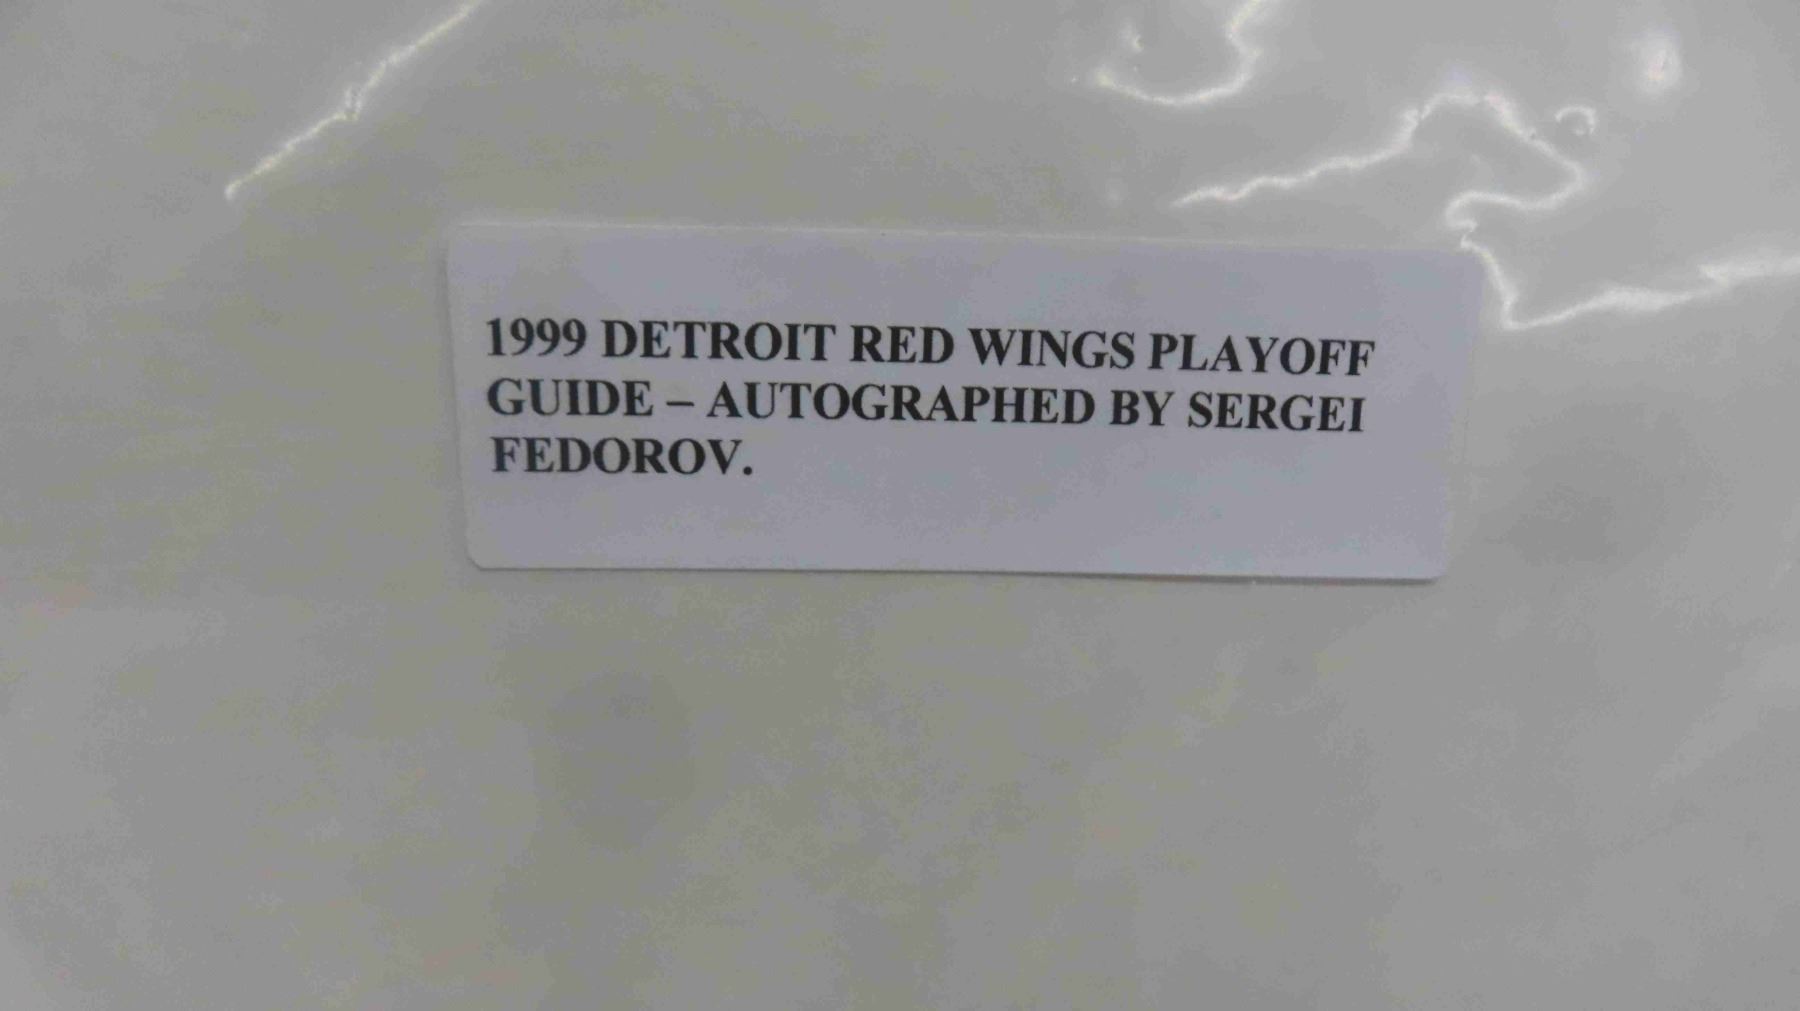 1999 DETROIT RED WINGS PLAYOFF
GUIDE – AUTOGRAPHED BY SERGEI
FEDOROV.